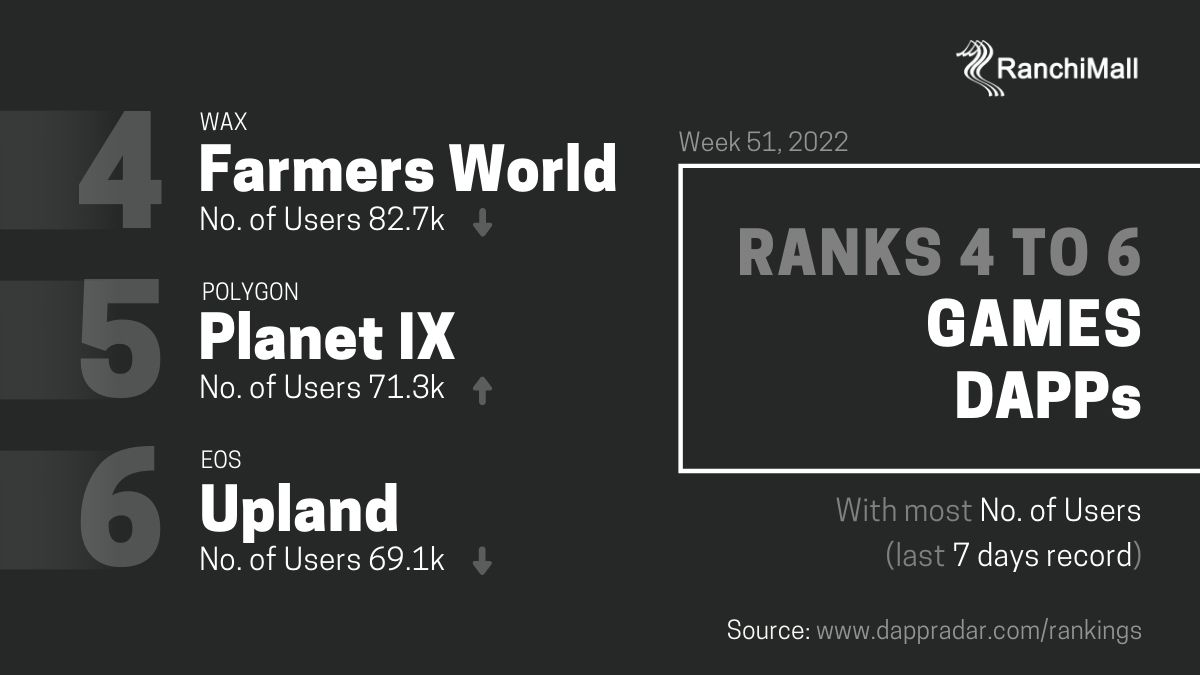 RanchiMall
4
WAX
Farmers World
No. of Users 82.7k
5
POLYGON
Planet IX
No. of Users 71.3k
6
EOS
Upland
No. of Users 69.1k
Week 51, 2022
RANKS 4 TO 6
GAMES
DAPPs
With most No. of Users
(last 7 days record)
Source: www.dappradar.com/rankings